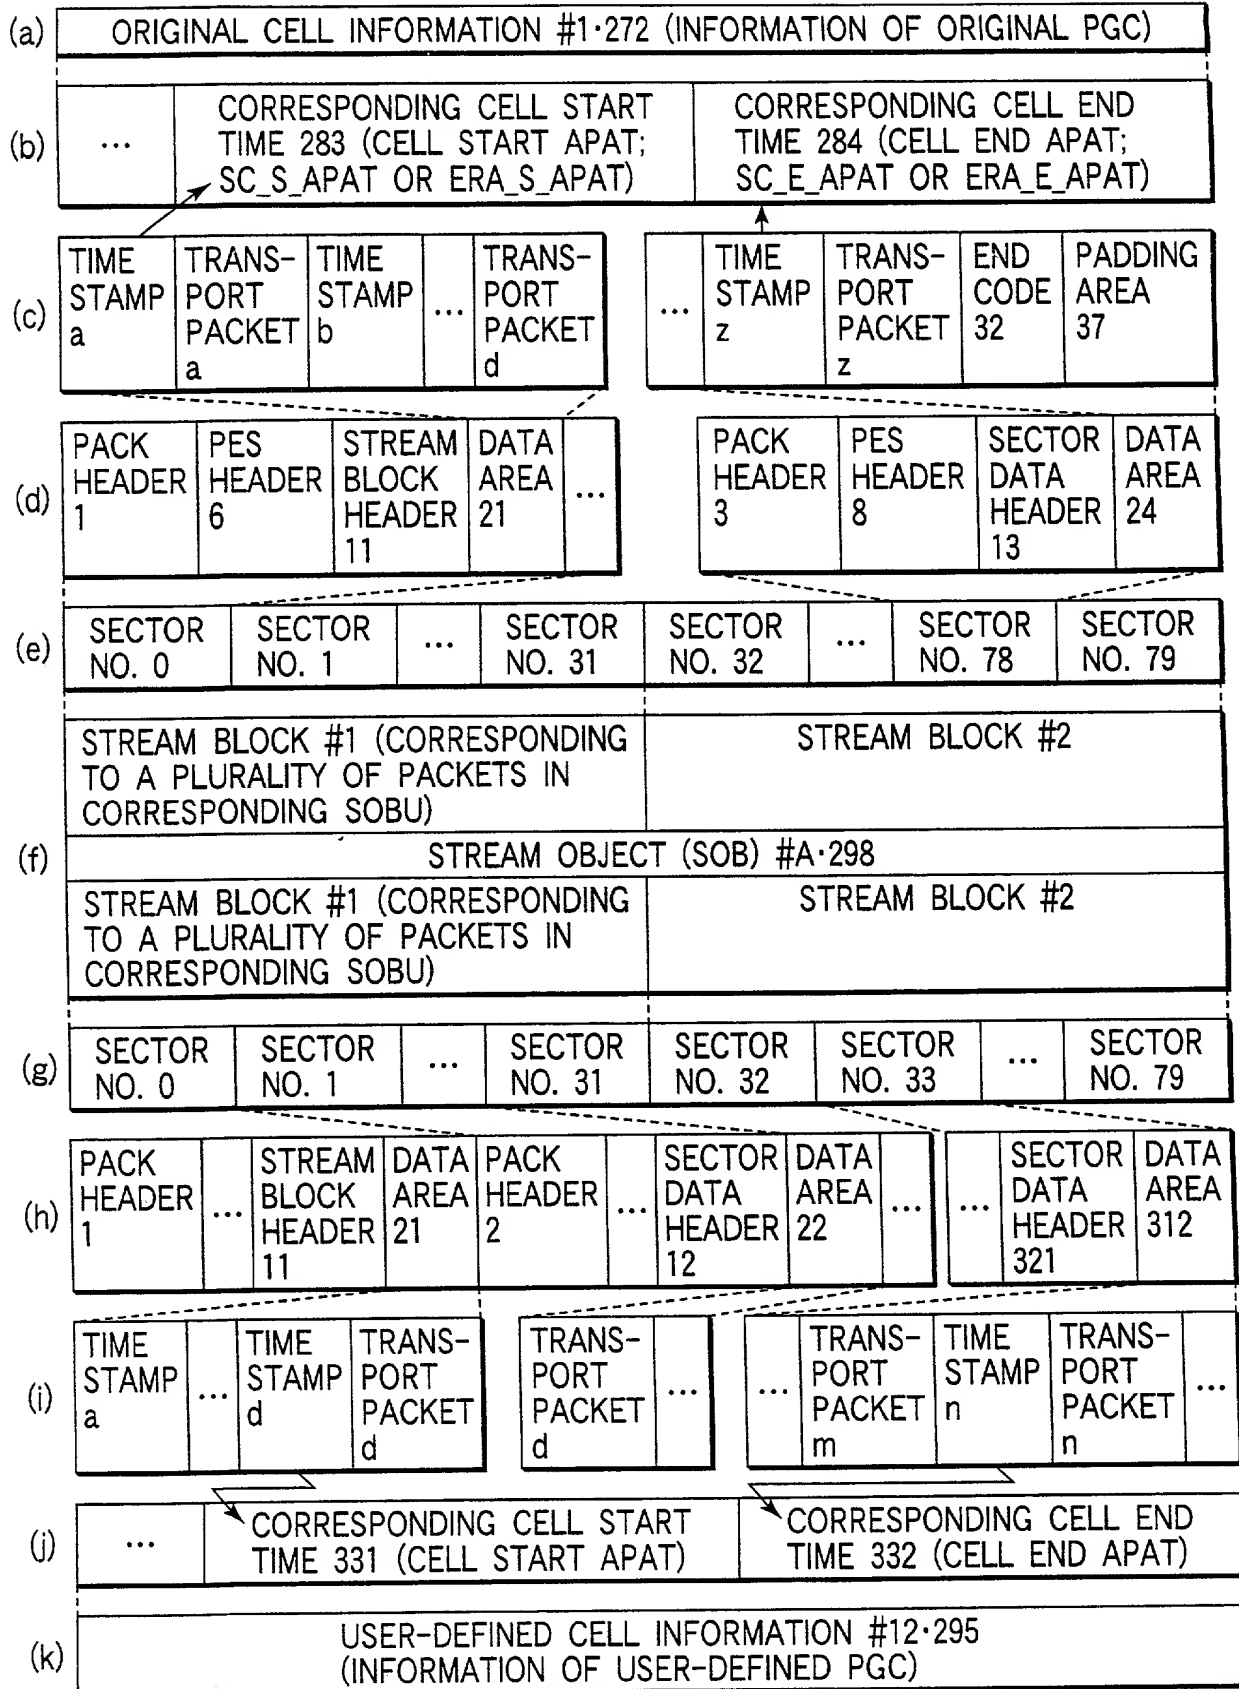 (a) ORIGINAL CELL INFORMATION #1·272 (INFORMATION OF ORIGINAL PGC)
(b)
...
CORRESPONDING CELL START
TIME 283 (CELL START APAT;
SC_S_APAT OR ERA_S_APAT)
CORRESPONDING CELL END
TIME 284 (CELL END APAT;
SC_E_APAT OR ERA_E_APAT)
(c)
TIME
STAMP
a
TRANS-
PORT
PACKET
a
TIME
STAMP
b
...
TRANS-
PORT
PACKET
d
...
TIME
STAMP
z
TRANS-
PORT
PACKET
z
END
CODE
32
PADDING
AREA
37
(d)
PACK
HEADER
1
PES
HEADER
6
STREAM
BLOCK
HEADER
11
DATA
AREA
21
...
PACK
HEADER
3
PES
HEADER
8
SECTOR
DATA
HEADER
13
DATA
AREA
24
(e)
SECTOR
NO. 0
SECTOR
NO. 1
...
SECTOR
NO. 31
SECTOR
NO. 32
...
SECTOR
NO. 78
SECTOR
NO. 79
(f)
STREAM BLOCK #1 (CORRESPONDING
TO A PLURALITY OF PACKETS IN
CORRESPONDING SOBU)
STREAM BLOCK #2
STREAM OBJECT (SOB) #A·298
STREAM BLOCK #1 (CORRESPONDING
TO A PLURALITY OF PACKETS IN
CORRESPONDING SOBU)
STREAM BLOCK #2
(g)
SECTOR
NO. 0
SECTOR
NO. 1
...
SECTOR
NO. 31
SECTOR
NO. 32
SECTOR
NO. 33
...
SECTOR
NO. 79
(h)
PACK
HEADER
1
...
STREAM
BLOCK
HEADER
11
DATA
AREA
21
PACK
HEADER
2
...
SECTOR
DATA
HEADER
12
DATA
AREA
22
...
...
SECTOR
DATA
HEADER
321
DATA
AREA
312
(i)
TIME
STAMP
a
...
TIME
STAMP
d
TRANS-
PORT
PACKET
d
TRANS-
PORT
PACKET
d
...
...
TRANS-
PORT
PACKET
m
TIME
STAMP
n
TRANS-
PORT
PACKET
n
...
(j)
...
CORRESPONDING CELL START
TIME 331 (CELL START APAT)
CORRESPONDING CELL END
TIME 332 (CELL END APAT)
(k)
USER-DEFINED CELL INFORMATION #12·295
(INFORMATION OF USER-DEFINED PGC)